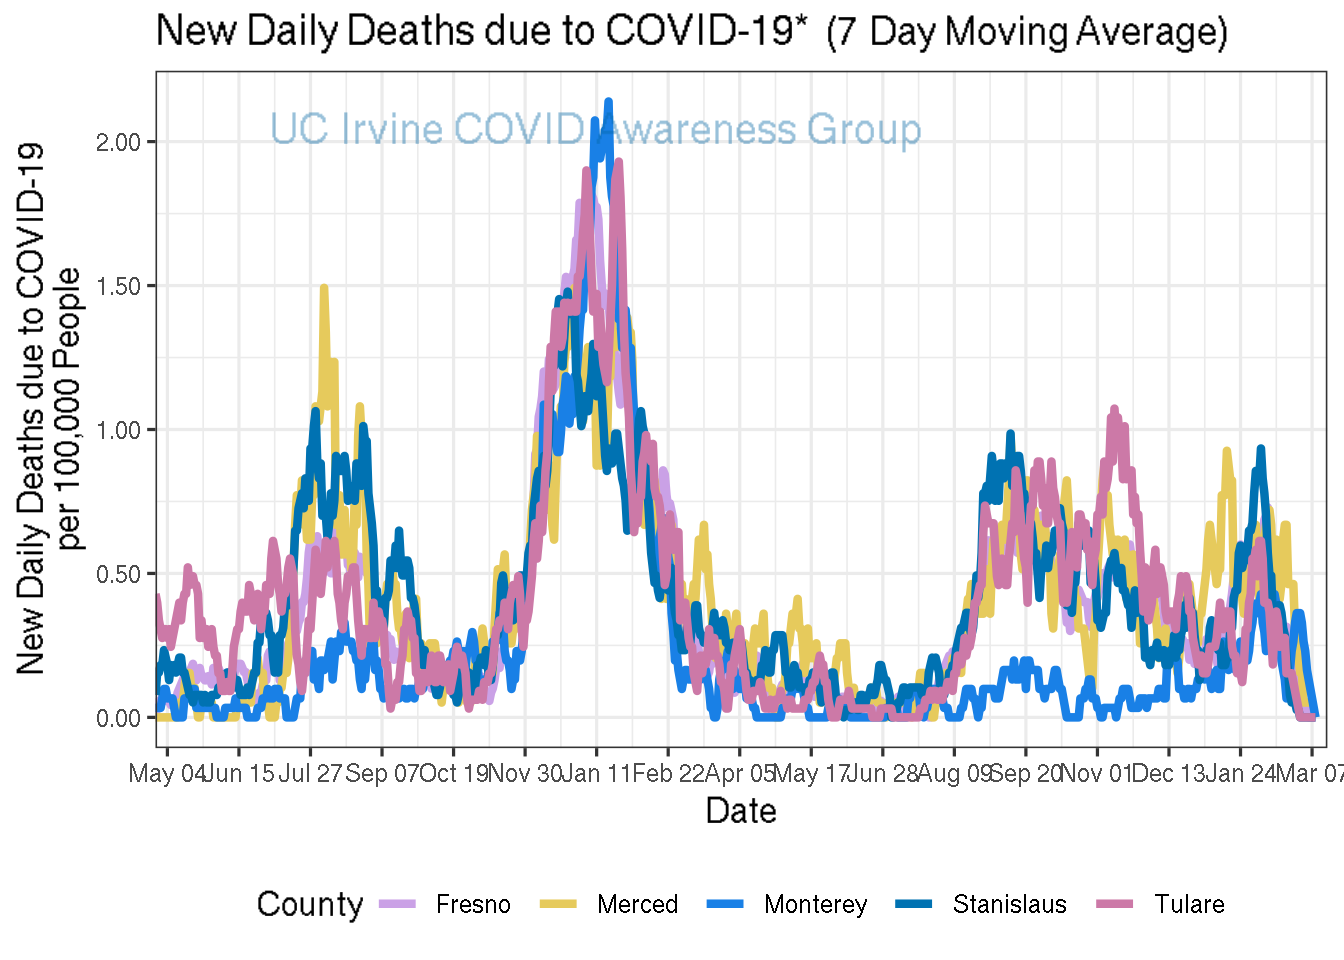 New Daily Deaths due to COVID-19* (7 Day Moving Average)
UC Irvine COVID Awareness Group
New Daily Deaths due to COVID-19
per 100,000 People
2.00
1.50
1.00
0.50
0.00
May 04 Jun 15 Jul 27 Sep 07 Oct 19 Nov 30 Jan 11 Feb 22 Apr 05 May 17 Jun 28 Aug 09 Sep 20 Nov 01 Dec 13 Jan 24 Mar 07
Date
County Fresno Merced Monterey Stanislaus Tulare